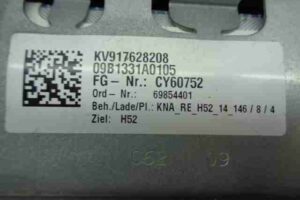 KV917628208
09B1331A0105
FG - Nr.: CY60752
Ord - Nr.: 69854401
Beh./Lade/Pl.: KNA_RE_H52_14_146 / 8 / 4
Ziel: H52